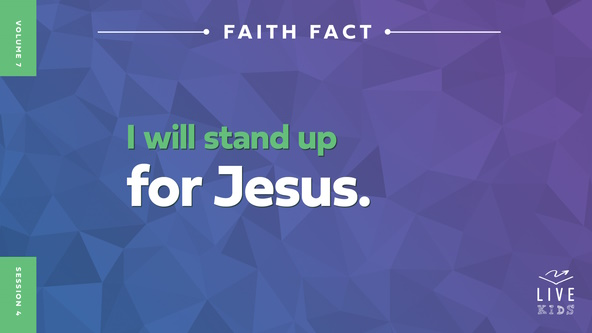 VOLUME 7
FAITH FACT
I will stand up
for Jesus.
SESSION 4
LIVE
KIDS